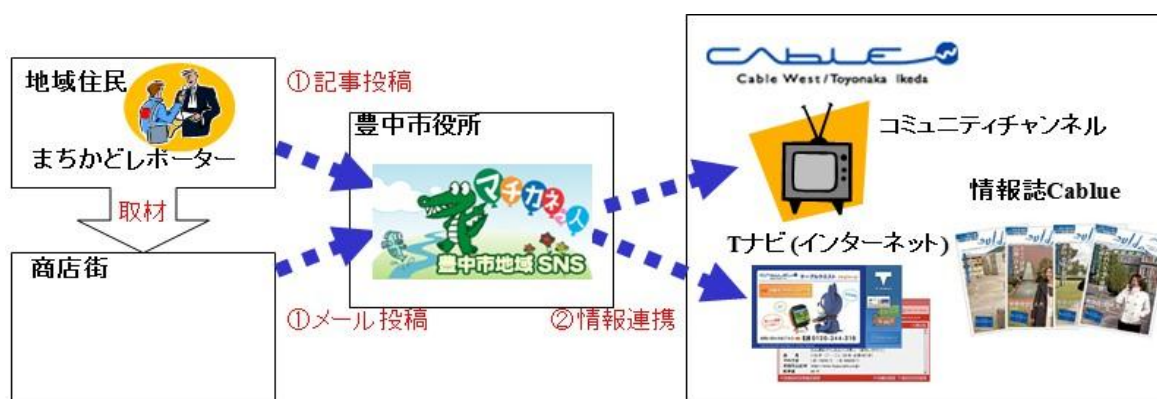 地域住民
まちかどレポーター
①記事投稿
取材
商店街
①メール投稿
豊中市役所
マチカネっ人
豊中市地域SNS
②情報連携
CABLE
Cable West / Toyonaka Ikeda
コミュニティチャンネル
情報誌Cablue
Tナビ(インターネット)